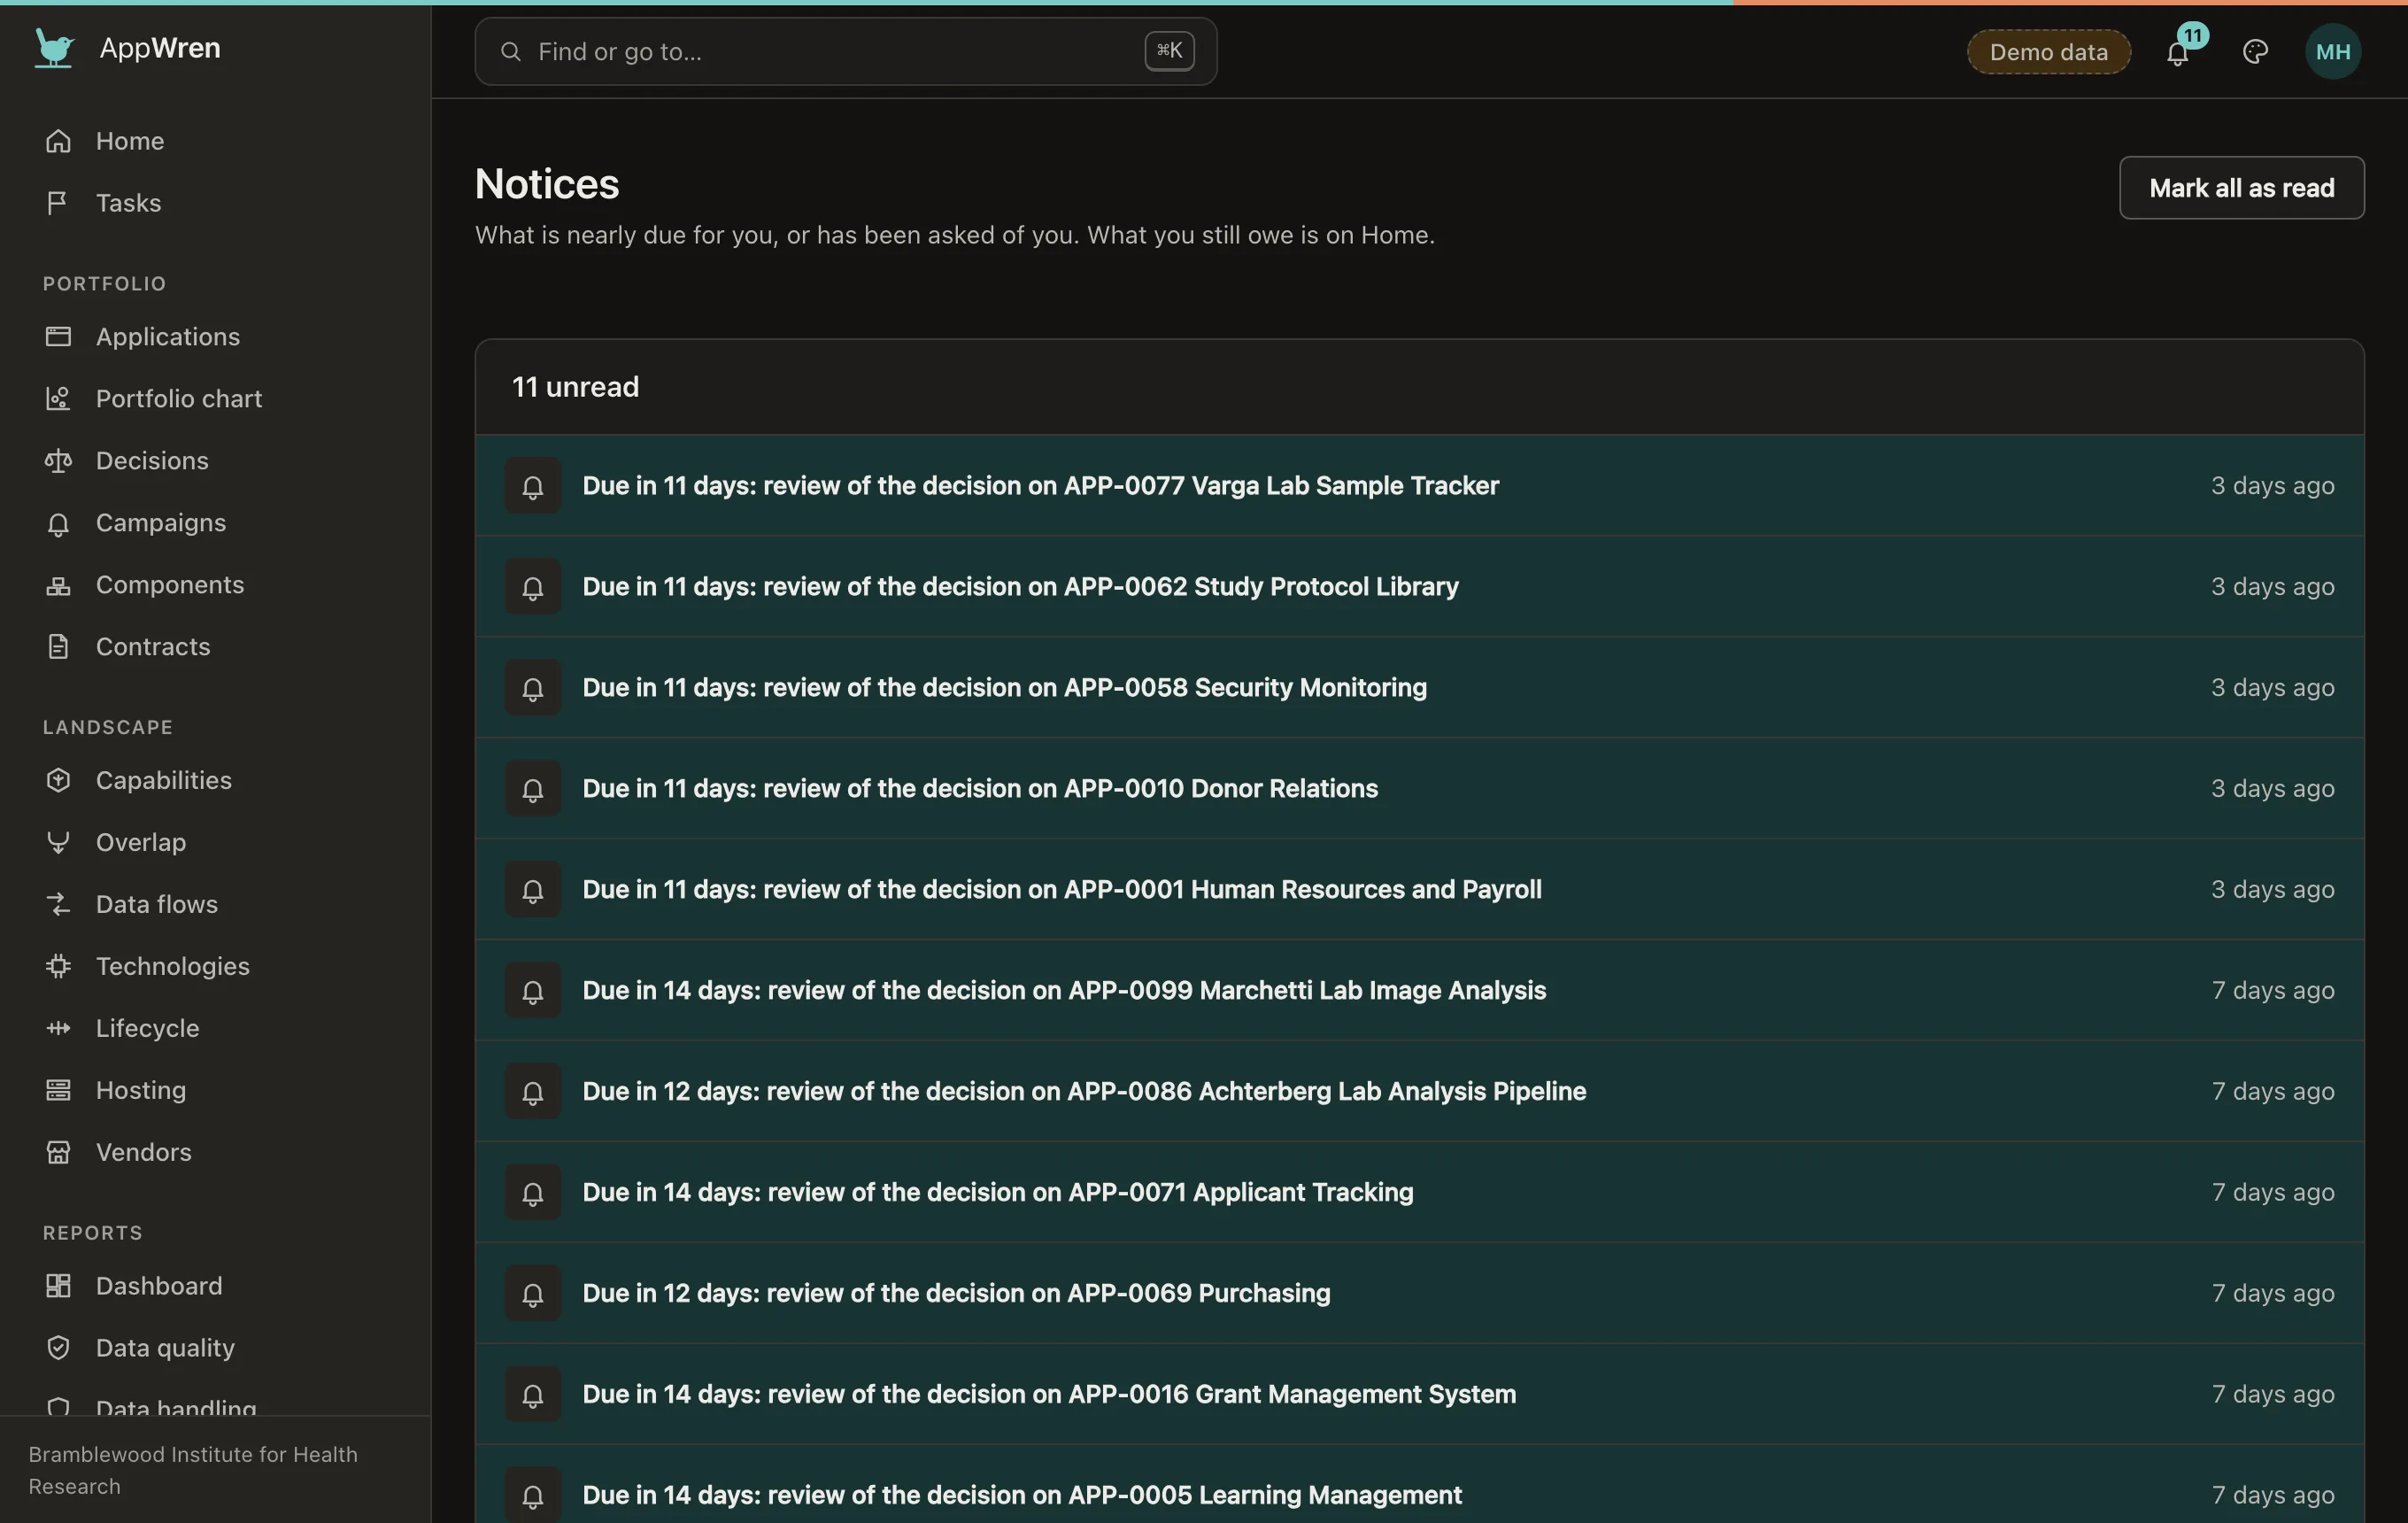 AppWren
Find or go to...
⌘K
Demo data
11
MH
Home
Tasks
PORTFOLIO
Applications
Portfolio chart
Decisions
Campaigns
Components
Contracts
LANDSCAPE
Capabilities
Overlap
Data flows
Technologies
Lifecycle
Hosting
Vendors
REPORTS
Dashboard
Data quality
Data handling
Bramblewood Institute for Health
Research
Notices
Mark all as read
What is nearly due for you, or has been asked of you. What you still owe is on Home.
11 unread
Due in 11 days: review of the decision on APP-0077 Varga Lab Sample Tracker 3 days ago
Due in 11 days: review of the decision on APP-0062 Study Protocol Library 3 days ago
Due in 11 days: review of the decision on APP-0058 Security Monitoring 3 days ago
Due in 11 days: review of the decision on APP-0010 Donor Relations 3 days ago
Due in 11 days: review of the decision on APP-0001 Human Resources and Payroll 3 days ago
Due in 14 days: review of the decision on APP-0099 Marchetti Lab Image Analysis 7 days ago
Due in 12 days: review of the decision on APP-0086 Achterberg Lab Analysis Pipeline 7 days ago
Due in 14 days: review of the decision on APP-0071 Applicant Tracking 7 days ago
Due in 12 days: review of the decision on APP-0069 Purchasing 7 days ago
Due in 14 days: review of the decision on APP-0016 Grant Management System 7 days ago
Due in 14 days: review of the decision on APP-0005 Learning Management 7 days ago